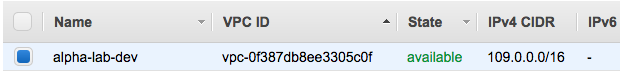 Name VPC ID State IPv4 CIDR IPv6
alpha-lab-dev vpc-0f387db8ee3305c0f available 109.0.0.0/16 -